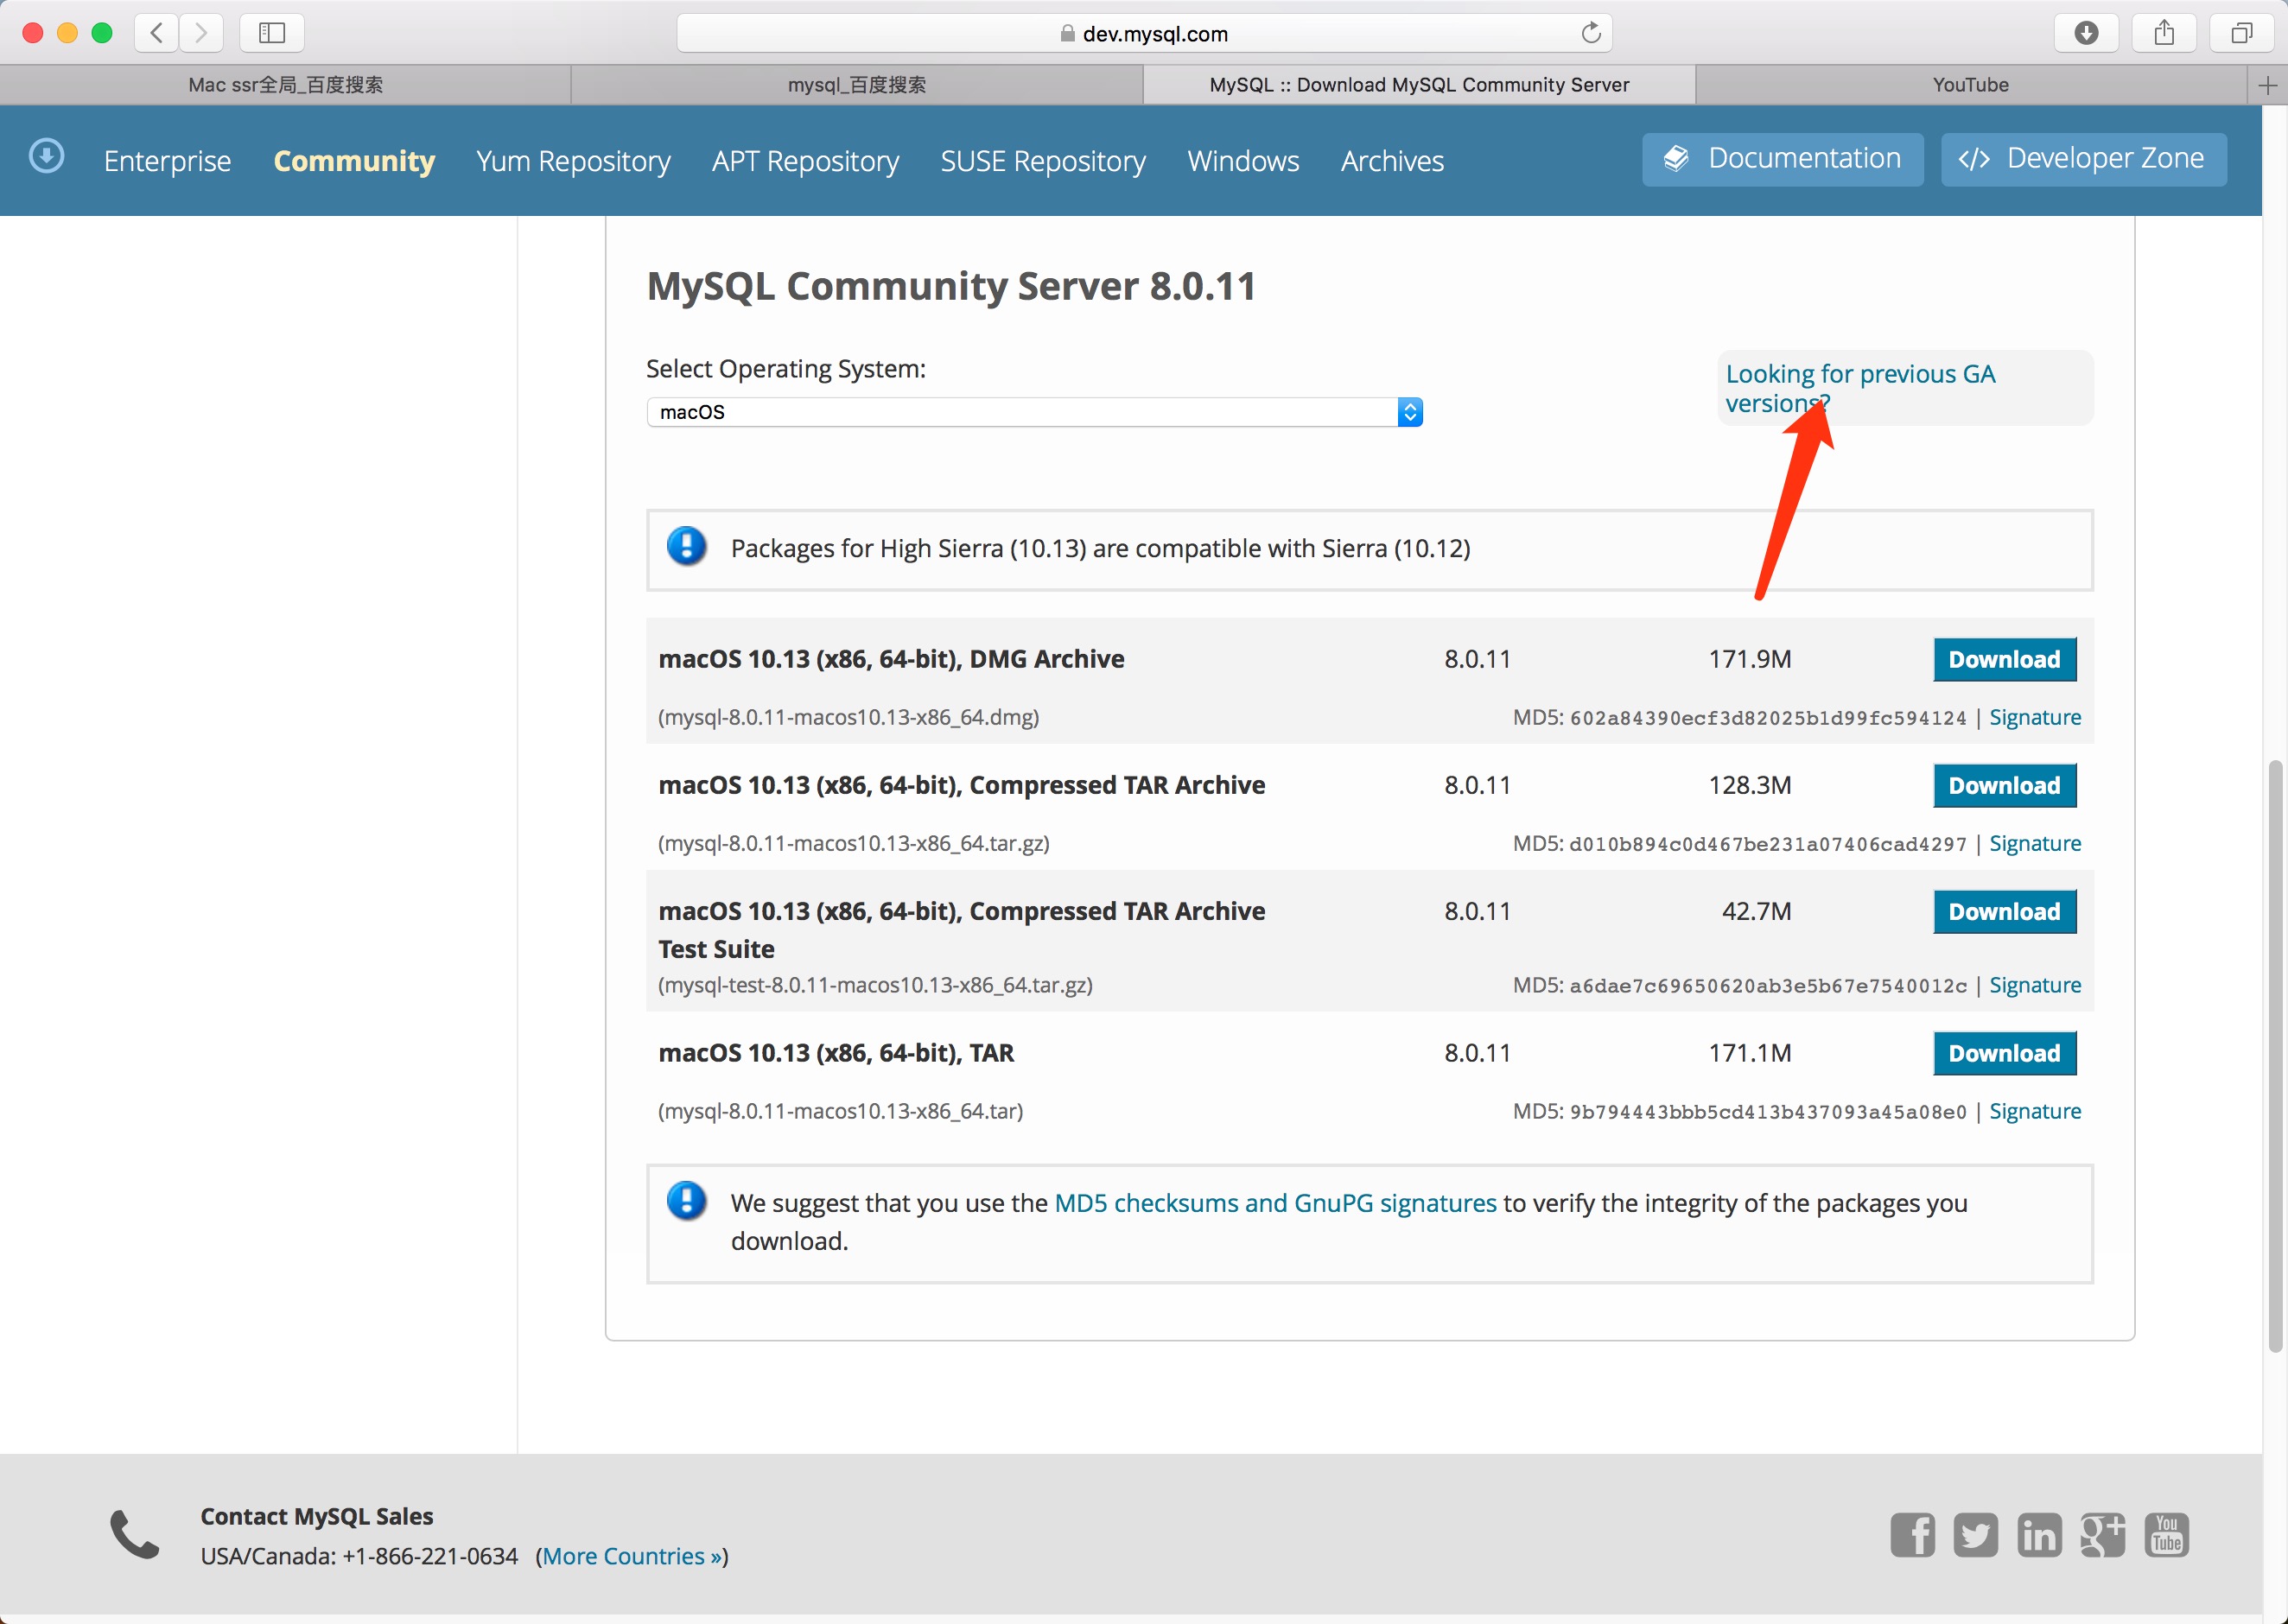 dev.mysql.com
Mac ssr全局_百度搜索
mysql_百度搜索
MySQL :: Download MySQL Community Server
YouTube
Enterprise
Community
Yum Repository
APT Repository
SUSE Repository
Windows
Archives
Documentation
</> Developer Zone
MySQL Community Server 8.0.11
Select Operating System:
macOS
Looking for previous GA
versions?
Packages for High Sierra (10.13) are compatible with Sierra (10.12)
macOS 10.13 (x86, 64-bit), DMG Archive 8.0.11 171.9M Download
(mysql-8.0.11-macos10.13-x86_64.dmg) MD5: 602a84390ecf3d82025b1d99fc594124 | Signature
macOS 10.13 (x86, 64-bit), Compressed TAR Archive 8.0.11 128.3M Download
(mysql-8.0.11-macos10.13-x86_64.tar.gz) MD5: d010b894c0d467be231a07406cad4297 | Signature
macOS 10.13 (x86, 64-bit), Compressed TAR Archive 8.0.11 42.7M Download
Test Suite
(mysql-test-8.0.11-macos10.13-x86_64.tar.gz) MD5: a6dae7c69650620ab3e5b67e7540012c | Signature
macOS 10.13 (x86, 64-bit), TAR 8.0.11 171.1M Download
(mysql-8.0.11-macos10.13-x86_64.tar) MD5: 9b794443bbb5cd413b437093a45a08e0 | Signature
We suggest that you use the MD5 checksums and GnuPG signatures to verify the integrity of the packages you
download.
Contact MySQL Sales
USA/Canada: +1-866-221-0634 (More Countries »)
f
in
g+
You
Tube